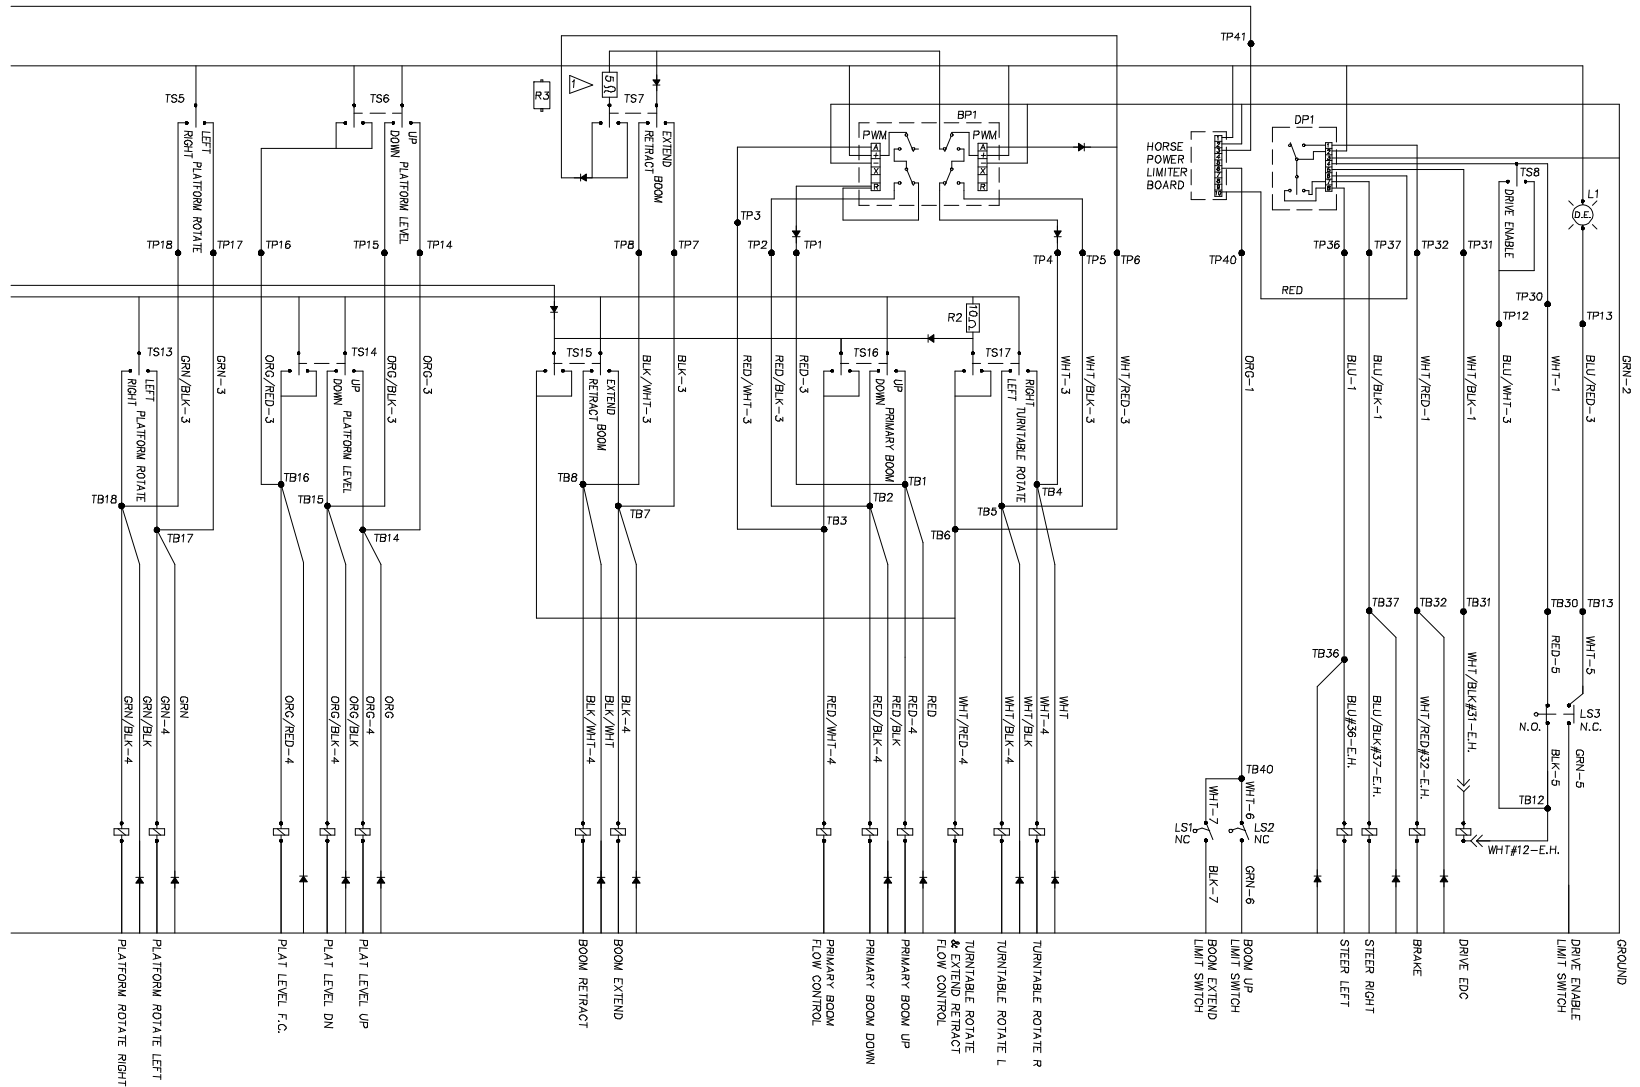 TP41
TS5
TS6
R3
1
5Ω
TS7
BP1
PWM
PWM
A
+
−
X
R
A
+
−
X
R
HORSE
POWER
LIMITER
BOARD
DP1
TS8
L1
D.E.
LEFT
RIGHT
PLATFORM ROTATE
UP
DOWN
PLATFORM LEVEL
EXTEND
RETRACT
BOOM
DRIVE ENABLE
TP18
TP17
TP16
TP15
TP14
TP8
TP7
TP3
TP2
TP1
TP4
TP5
TP6
TP40
TP36
TP37
TP32
TP31
RED
TP30
TP12
TP13
R2
10Ω
TS13
TS14
TS15
TS16
TS17
GRN/BLK-3
GRN-3
ORG/RED-3
ORG/BLK-3
ORG-3
BLK/WHT-3
BLK-3
RED/WHT-3
RED/BLK-3
RED-3
WHT-3
WHT/BLK-3
WHT/RED-3
ORG-1
BLU-1
BLU/BLK-1
WHT/RED-1
WHT/BLK-1
BLU/WHT-3
WHT-1
BLU/RED-3
GRN-2
LEFT
RIGHT
PLATFORM ROTATE
UP
DOWN
PLATFORM LEVEL
EXTEND
RETRACT
BOOM
UP
DOWN
PRIMARY BOOM
RIGHT
LEFT
TURNTABLE ROTATE
TB18
TB17
TB16
TB15
TB14
TB8
TB7
TB3
TB2
TB1
TB6
TB5
TB4
TB36
TB37
TB32
TB31
TB30
TB13
GRN/BLK-4
GRN/BLK
GRN-4
GRN
ORG/RED-4
ORG/BLK-4
ORG/BLK
ORG-4
ORG
BLK/WHT-4
BLK/WHT
BLK-4
RED/WHT-4
RED/BLK-4
RED/BLK
RED-4
RED
WHT/RED-4
WHT/BLK-4
WHT/BLK
WHT-4
WHT
BLU#36-E.H.
BLU/BLK#37-E.H.
WHT/RED#32-E.H.
WHT/BLK#31-E.H.
RED-5
WHT-5
LS3
N.O.
N.C.
BLK-5
GRN-5
TB12
WHT#12-E.H.
TB40
WHT-7
WHT-6
LS1
NC
LS2
NC
BLK-7
GRN-6
PLATFORM ROTATE RIGHT
PLATFORM ROTATE LEFT
PLAT LEVEL F.C.
PLAT LEVEL DN
PLAT LEVEL UP
BOOM RETRACT
BOOM EXTEND
PRIMARY BOOM
FLOW CONTROL
PRIMARY BOOM DOWN
PRIMARY BOOM UP
TURNTABLE ROTATE
& EXTEND RETRACT
FLOW CONTROL
TURNTABLE ROTATE L
TURNTABLE ROTATE R
BOOM EXTEND
LIMIT SWITCH
BOOM UP
LIMIT SWITCH
STEER LEFT
STEER RIGHT
BRAKE
DRIVE EDC
DRIVE ENABLE
LIMIT SWITCH
GROUND